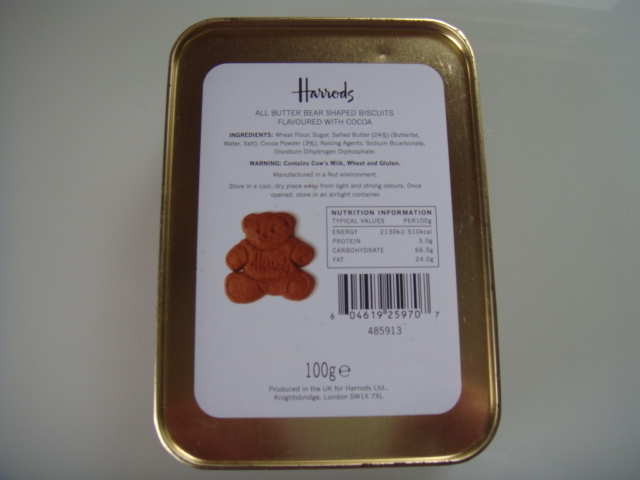 Harrods
ALL BUTTER BEAR SHAPED BISCUITS
FLAVOURED WITH COCOA
INGREDIENTS: Wheat Flour, Sugar, Salted Butter (24%) (Butterfat,
Water, Salt); Cocoa Powder (3%), Raising Agents: Sodium Bicarbonate,
Disodium Dihydrogen Diphosphate.
WARNING: Contains Cow's Milk, Wheat and Gluten.
Manufactured in a Nut environment.
Store in a cool, dry place away from light and strong odours. Once
opened, store in an airtight container.
Harrods
NUTRITION INFORMATION
TYPICAL VALUES PER100g
ENERGY 2130kJ/510kcal
PROTEIN 5.0g
CARBOHYDRATE 66.5g
FAT 24.0g
6 04619 25970 7
485913
100g e
Produced in the UK for Harrods Ltd.,
Knightsbridge, London SW1X 7XL